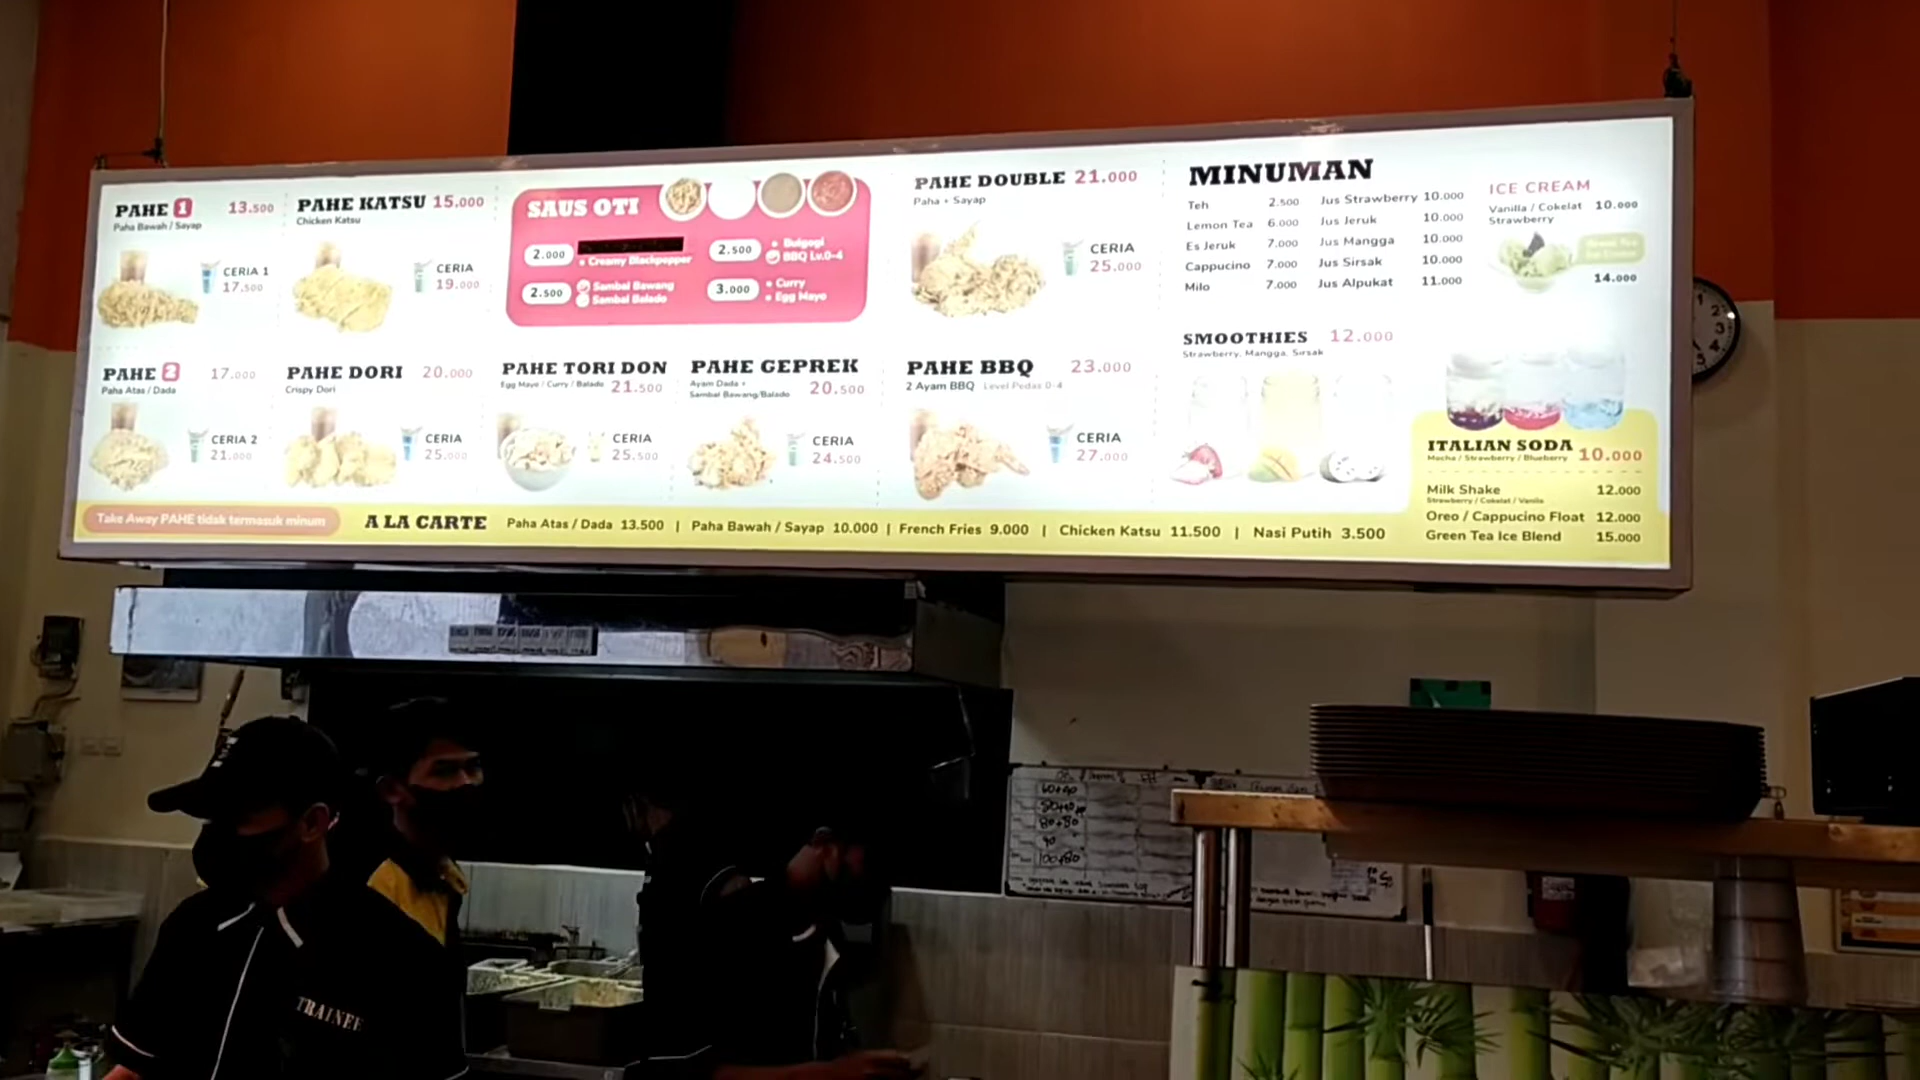 PAHE 1 13.500
Paha Bawah / Sayap
CERIA 1
17.500
PAHE KATSU 15.000
Chicken Katsu
CERIA
19.000
SAUS OTI
2.000
• Creamy Blackpepper
2.500
• Bulgogi
BBQ Lv.0-4
2.500
Sambal Bawang
Sambal Balado
3.000
• Curry
• Egg Mayo
PAHE DOUBLE 21.000
Paha + Sayap
CERIA
25.000
PAHE 2 17.000
Paha Atas / Dada
CERIA 2
21.000
PAHE DORI 20.000
Crispy Dori
CERIA
25.000
PAHE TORI DON
Egg Mayo / Curry / Balado 21.500
CERIA
25.500
PAHE GEPREK
Ayam Dada +
Sambal Bawang/Balado 20.500
CERIA
24.500
PAHE BBQ 23.000
2 Ayam BBQ Level Pedas 0-4
CERIA
27.000
MINUMAN
Teh 2.500 Jus Strawberry 10.000
Lemon Tea 6.000 Jus Jeruk 10.000
Es Jeruk 7.000 Jus Mangga 10.000
Cappucino 7.000 Jus Sirsak 10.000
Milo 7.000 Jus Alpukat 11.000
ICE CREAM
Vanilla / Cokelat 10.000
Strawberry
14.000
SMOOTHIES 12.000
Strawberry, Mangga, Sirsak
ITALIAN SODA
Mocha / Strawberry / Blueberry 10.000
Milk Shake 12.000
Strawberry / Cokelat / Vanila
Oreo / Cappucino Float 12.000
Green Tea Ice Blend 15.000
Take Away PAHE tidak termasuk minum
A LA CARTE Paha Atas / Dada 13.500 | Paha Bawah / Sayap 10.000 | French Fries 9.000 | Chicken Katsu 11.500 | Nasi Putih 3.500
2
3
4
5
60+40
80+80
40
100+80
TRAINEE